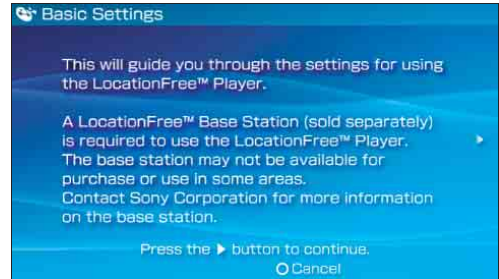 Basic Settings
This will guide you through the settings for using
the LocationFree™ Player.
A LocationFree™ Base Station (sold separately)
is required to use the LocationFree™ Player.
The base station may not be available for
purchase or use in some areas.
Contact Sony Corporation for more information
on the base station.
Press the ▶ button to continue.
O Cancel